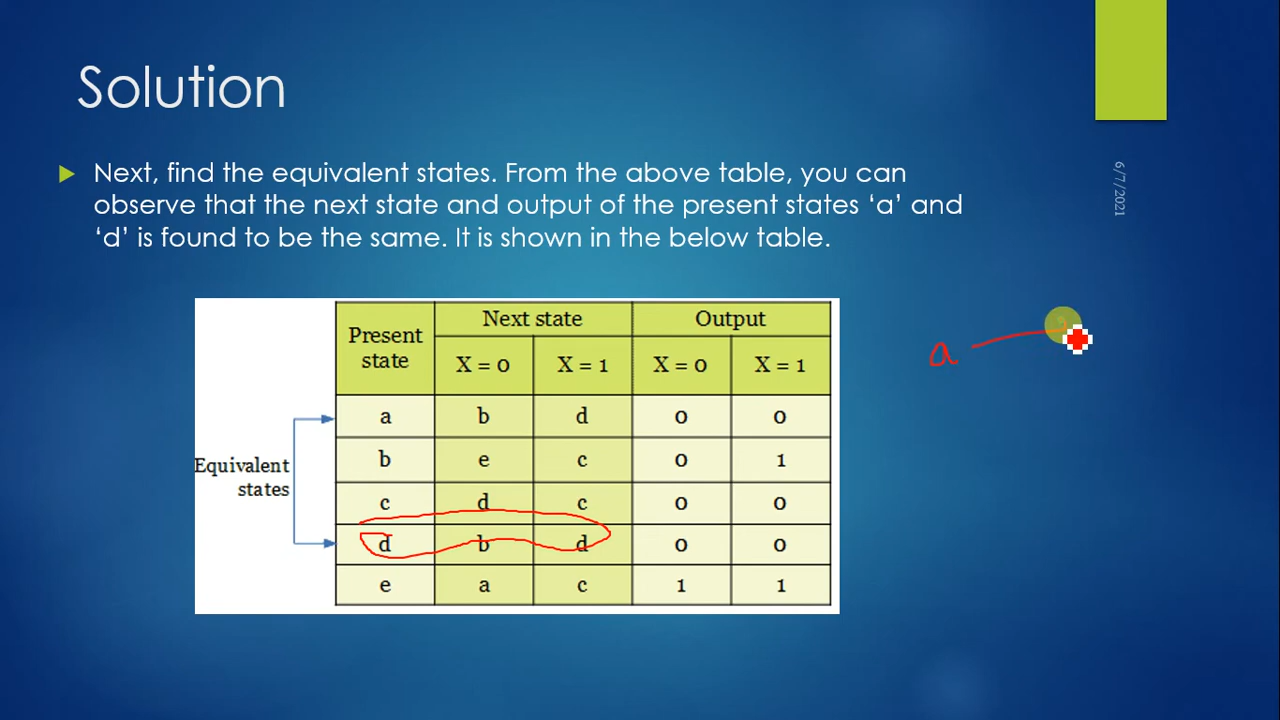 Solution
Next, find the equivalent states. From the above table, you can
observe that the next state and output of the present states ‘a’ and
‘d’ is found to be the same. It is shown in the below table.
6/7/2021
Present state Next state Output
X = 0 X = 1 X = 0 X = 1
a b d 0 0
b e c 0 1
c d c 0 0
d b d 0 0
e a c 1 1
Equivalent
states
a